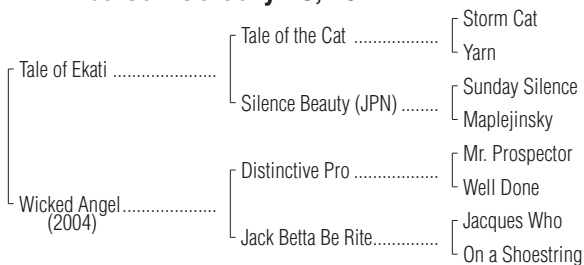 Storm Cat
Tale of the Cat ..................
Yarn
Tale of Ekati ......................
Sunday Silence
Silence Beauty (JPN) ........
Maplejinsky
Mr. Prospector
Distinctive Pro ..................
Well Done
Wicked Angel....................
(2004)
Jacques Who
Jack Betta Be Rite..............
On a Shoestring